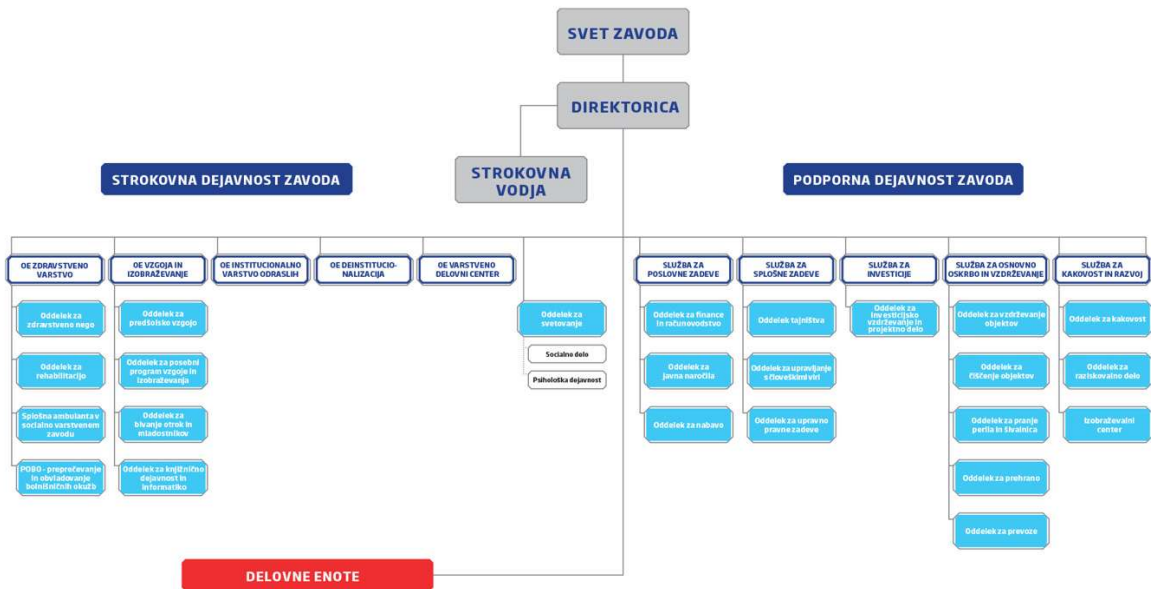 SVET ZAVODA
DIREKTORICA
STROKOVNA
VODJA
STROKOVNA DEJAVNOST ZAVODA
PODPORNA DEJAVNOST ZAVODA
OE ZDRAVSTVENO
VARSTVO
Oddelek za
zdravstveno nego
Oddelek za
rehabilitacijo
Splošna ambulanta v
socialno varstvenem
zavodu
POBO - preprečevanje
in obvladovanje
bolnišničnih okužb
OE VZGOJA IN
IZOBRAŽEVANJE
Oddelek za
predšolsko vzgojo
Oddelek za posebni
program vzgoje in
izobraževanja
Oddelek za
bivanje otrok in
mladostnikov
Oddelek za knjižnično
dejavnost in
informatiko
OE INSTITUCIONALNO
VARSTVO ODRASLIH
OE DEINSTITUCIO-
NALIZACIJA
OE VARSTVENO
DELOVNI CENTER
Oddelek za
svetovanje
Socialno delo
Psihološka dejavnost
SLUŽBA ZA
POSLOVNE ZADEVE
Oddelek za finance
in računovodstvo
Oddelek za
javna naročila
Oddelek za nabavo
SLUŽBA ZA
SPLOŠNE ZADEVE
Oddelek tajništva
Oddelek za upravljanje
s človeškimi viri
Oddelek za upravno
pravne zadeve
SLUŽBA ZA
INVESTICIJE
Oddelek za
investicijsko
vzdrževanje in
projektno delo
SLUŽBA ZA OSNOVNO
OSKRBO IN VZDRŽEVANJE
Oddelek za vzdrževanje
objektov
Oddelek za
čiščenje objektov
Oddelek za pranje
perila in šivalnica
Oddelek za prehrano
Oddelek za prevoze
SLUŽBA ZA
KAKOVOST IN RAZVOJ
Oddelek za kakovost
Oddelek za
raziskovalno delo
Izobraževalni
center
DELOVNE ENOTE